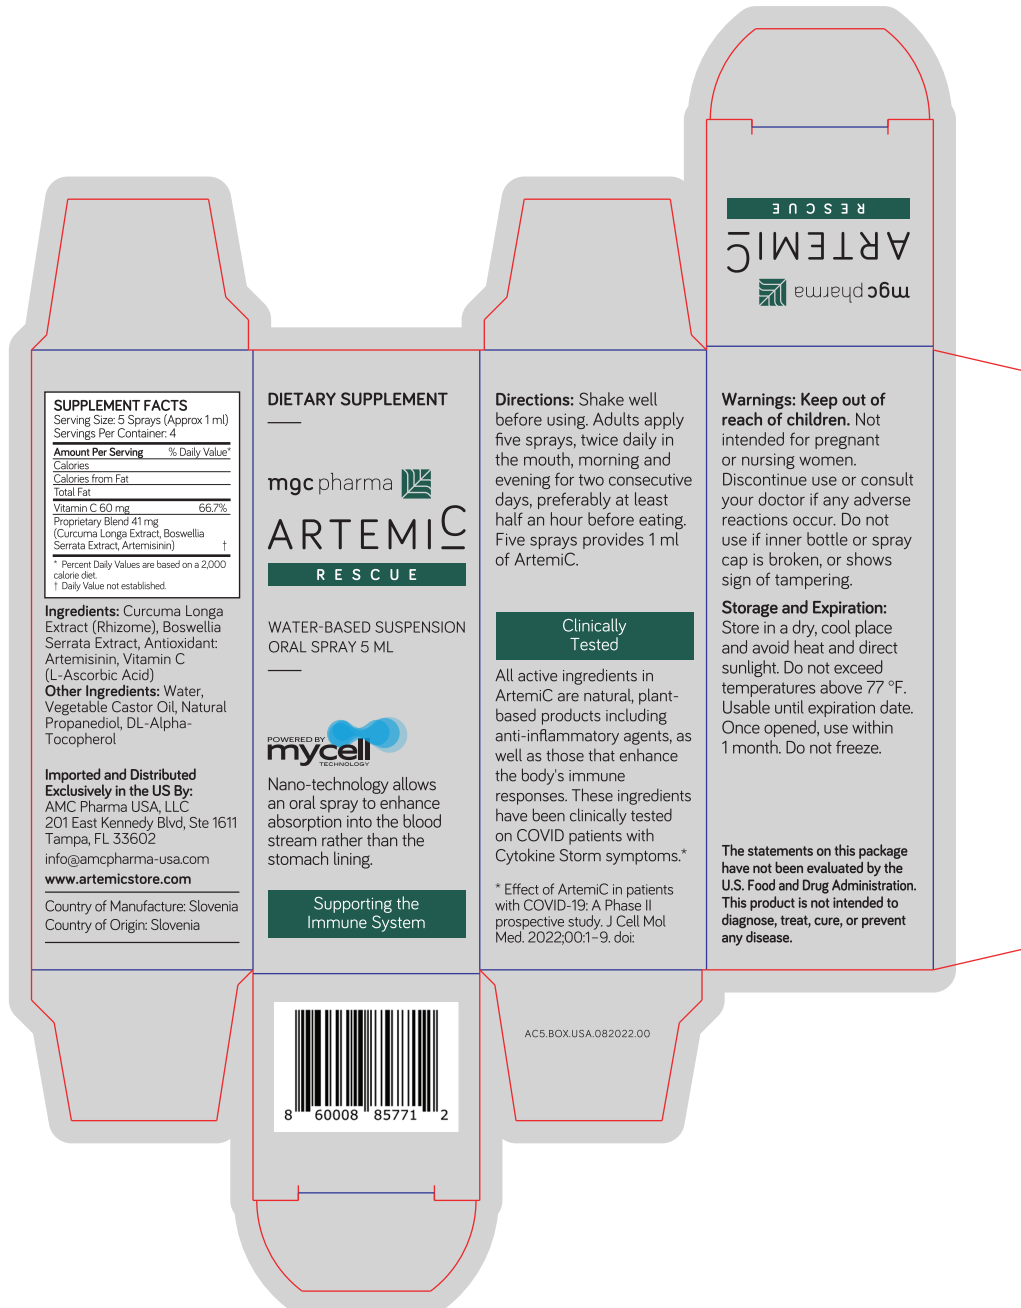 SUPPLEMENT FACTS
Serving Size: 5 Sprays (Approx 1 ml)
Servings Per Container: 4
Amount Per Serving % Daily Value*
Calories
Calories from Fat
Total Fat
Vitamin C 60 mg 66.7%
Proprietary Blend 41 mg
(Curcuma Longa Extract, Boswellia
Serrata Extract, Artemisinin) †
* Percent Daily Values are based on a 2,000
calorie diet.
† Daily Value not established.
Ingredients: Curcuma Longa
Extract (Rhizome), Boswellia
Serrata Extract, Antioxidant:
Artemisinin, Vitamin C
(L-Ascorbic Acid)
Other Ingredients: Water,
Vegetable Castor Oil, Natural
Propanediol, DL-Alpha-
Tocopherol
Imported and Distributed
Exclusively in the US By:
AMC Pharma USA, LLC
201 East Kennedy Blvd, Ste 1611
Tampa, FL 33602
info@amcpharma-usa.com
www.artemicstore.com
Country of Manufacture: Slovenia
Country of Origin: Slovenia
DIETARY SUPPLEMENT
mgc pharma
ARTEMIC
RESCUE
WATER-BASED SUSPENSION
ORAL SPRAY 5 ML
POWERED BY
mycell
TECHNOLOGY
Nano-technology allows
an oral spray to enhance
absorption into the blood
stream rather than the
stomach lining.
Supporting the
Immune System
8 60008 85771 2
Directions: Shake well
before using. Adults apply
five sprays, twice daily in
the mouth, morning and
evening for two consecutive
days, preferably at least
half an hour before eating.
Five sprays provides 1 ml
of ArtemiC.
Clinically
Tested
All active ingredients in
ArtemiC are natural, plant-
based products including
anti-inflammatory agents, as
well as those that enhance
the body's immune
responses. These ingredients
have been clinically tested
on COVID patients with
Cytokine Storm symptoms.*
* Effect of ArtemiC in patients
with COVID-19: A Phase II
prospective study. J Cell Mol
Med. 2022;00:1–9. doi:
AC5.BOX.USA.082022.00
mgc pharma
ARTEMIC
RESCUE
Warnings: Keep out of
reach of children. Not
intended for pregnant
or nursing women.
Discontinue use or consult
your doctor if any adverse
reactions occur. Do not
use if inner bottle or spray
cap is broken, or shows
sign of tampering.
Storage and Expiration:
Store in a dry, cool place
and avoid heat and direct
sunlight. Do not exceed
temperatures above 77 °F.
Usable until expiration date.
Once opened, use within
1 month. Do not freeze.
The statements on this package
have not been evaluated by the
U.S. Food and Drug Administration.
This product is not intended to
diagnose, treat, cure, or prevent
any disease.